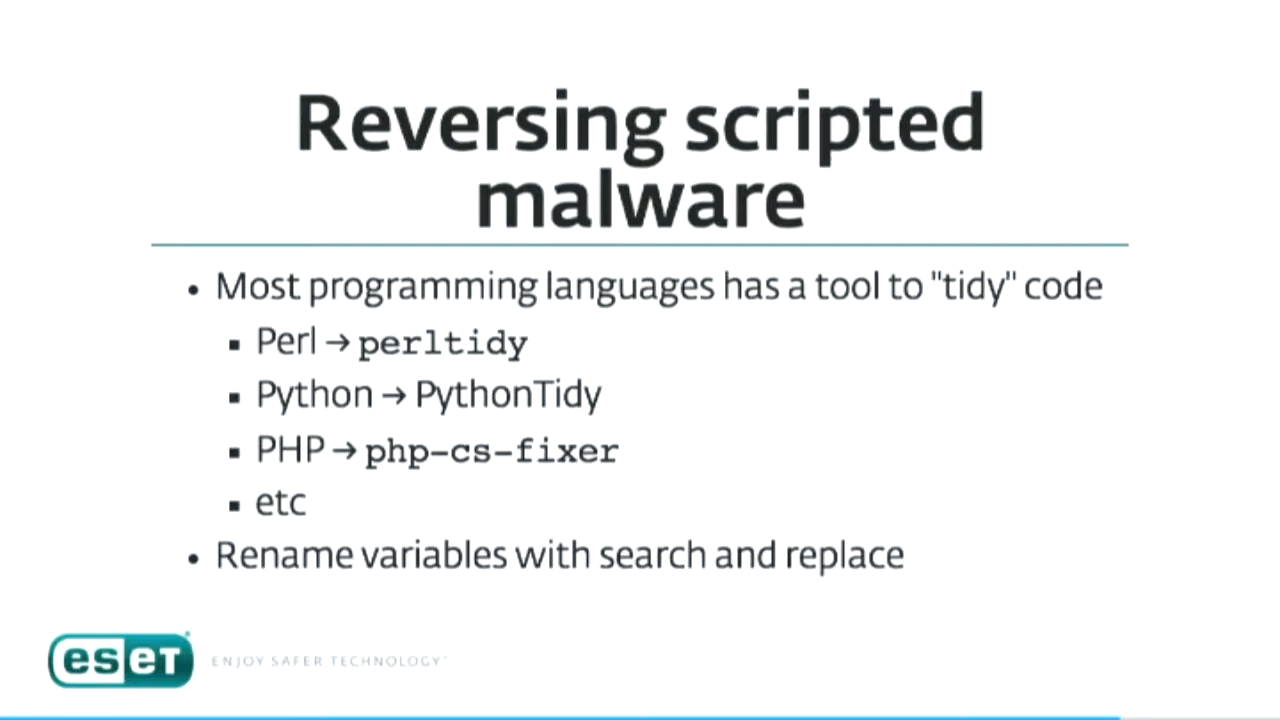 Reversing scripted
malware
• Most programming languages has a tool to "tidy" code
▪ Perl → perltidy
▪ Python → PythonTidy
▪ PHP → php-cs-fixer
▪ etc
• Rename variables with search and replace
eseT ENJOY SAFER TECHNOLOGY™